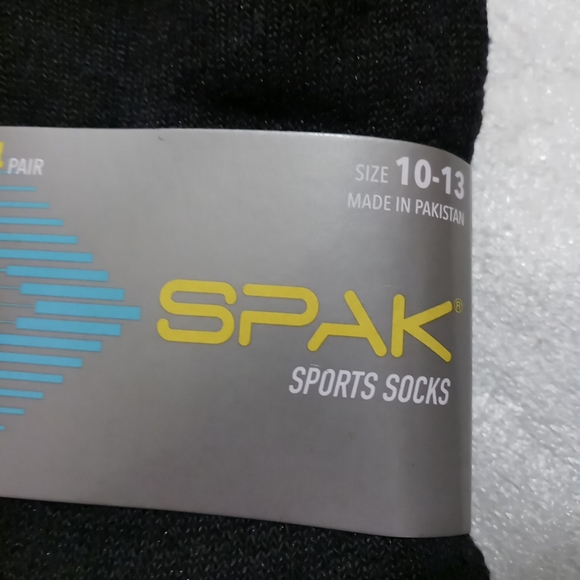 PAIR
SIZE 10-13
MADE IN PAKISTAN
SPAK®
SPORTS SOCKS